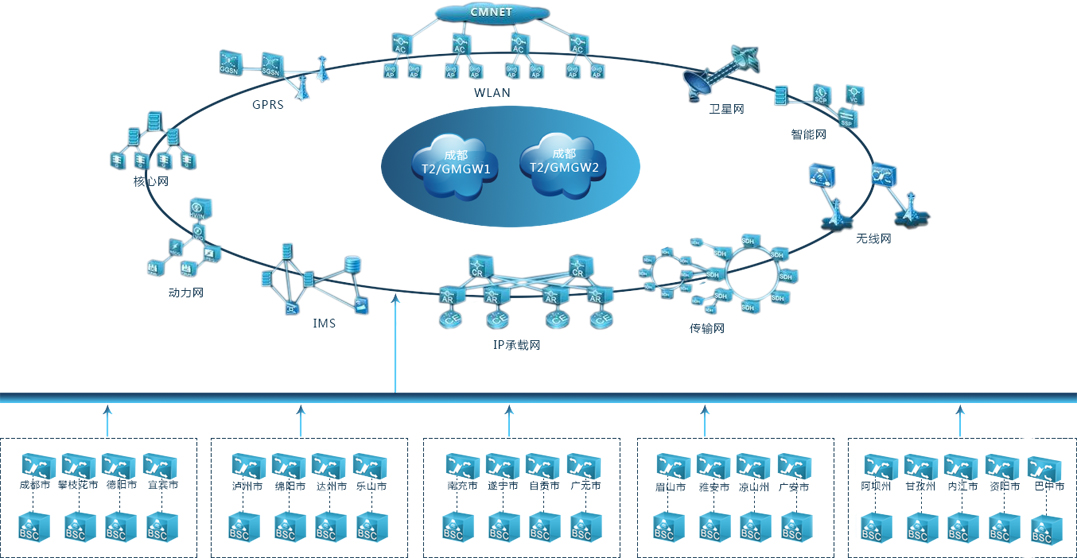 CMNET
AC AC AC AC
AP AP AP AP AP AP AP AP
WLAN
GGSN SGSN
GPRS
卫星网
SCP VC
SSP
智能网
核心网
成都
T2/GMGW1
成都
T2/GMGW2
无线网
动力网
IMS
CR CR
AR AR AR AR
CE CE CE CE
IP承载网
SDH SDH SDH SDH SDH SDH SDH SDH
传输网
成都市 攀枝花市 德阳市 宜宾市
BSC BSC BSC BSC
泸州市 绵阳市 达州市 乐山市
BSC BSC BSC BSC
南充市 遂宁市 自贡市 广元市
BSC BSC BSC BSC
眉山市 雅安市 凉山州 广安市
BSC BSC BSC BSC
阿坝州 甘孜州 内江市 资阳市 巴中市
BSC BSC BSC BSC BSC